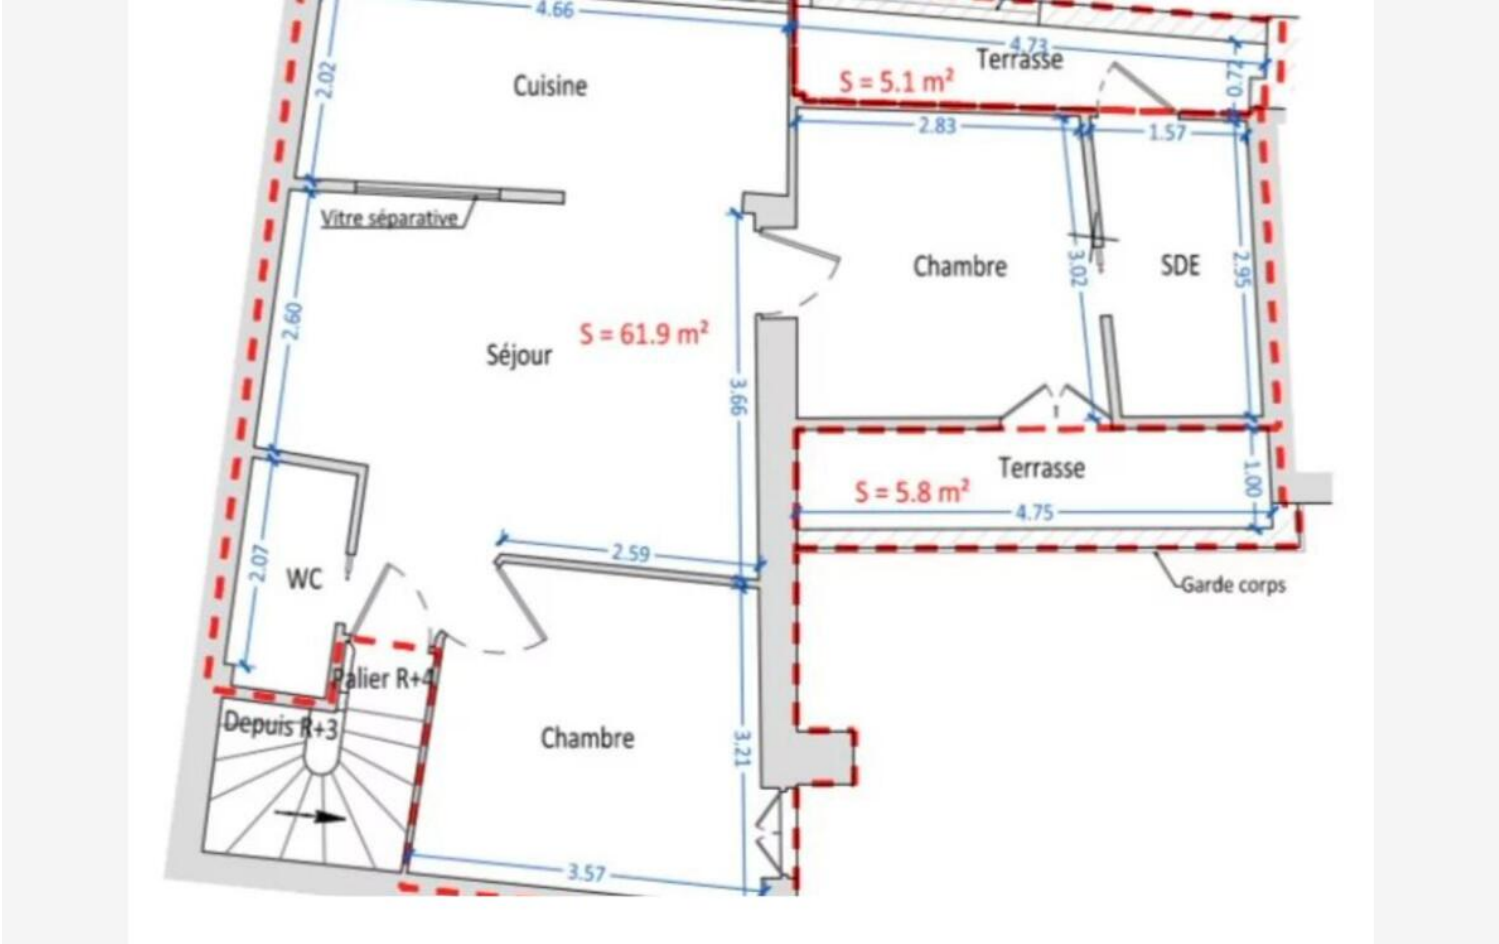 4.66
4.73
Terrasse
S = 5.1 m²
0.72
2.02
Cuisine
2.83
1.57
Vitre séparative
Chambre
SDE
3.02
2.95
2.60
S = 61.9 m²
Séjour
3.66
Terrasse
S = 5.8 m²
1.00
4.75
2.59
2.07
WC
Garde corps
Palier R+4
Depuis R+3
Chambre
3.21
3.57